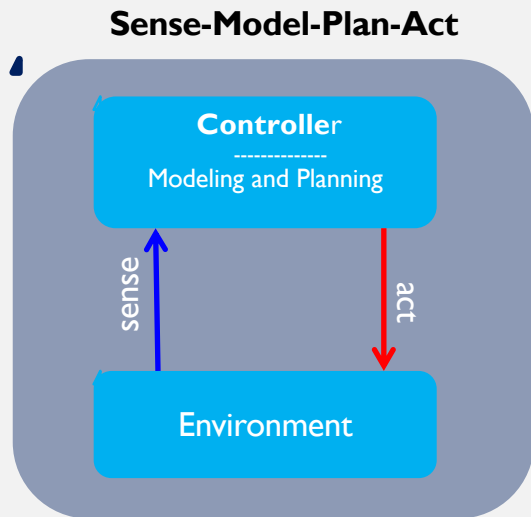 Sense-Model-Plan-Act
Controller
--------------
Modeling and Planning
sense
act
Environment